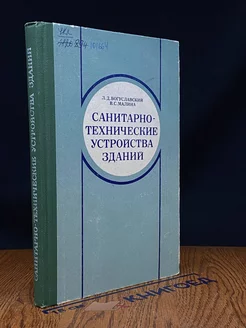 Л.Д. БОГУСЛАВСКИЙ
В.С. МАЛИНА
САНИТАРНО-
ТЕХНИЧЕСКИЕ
УСТРОЙСТВА
ЗДАНИЙ
САНИТАРНО-ТЕХНИЧЕСКИЕ УСТРОЙСТВА ЗДАНИЙ